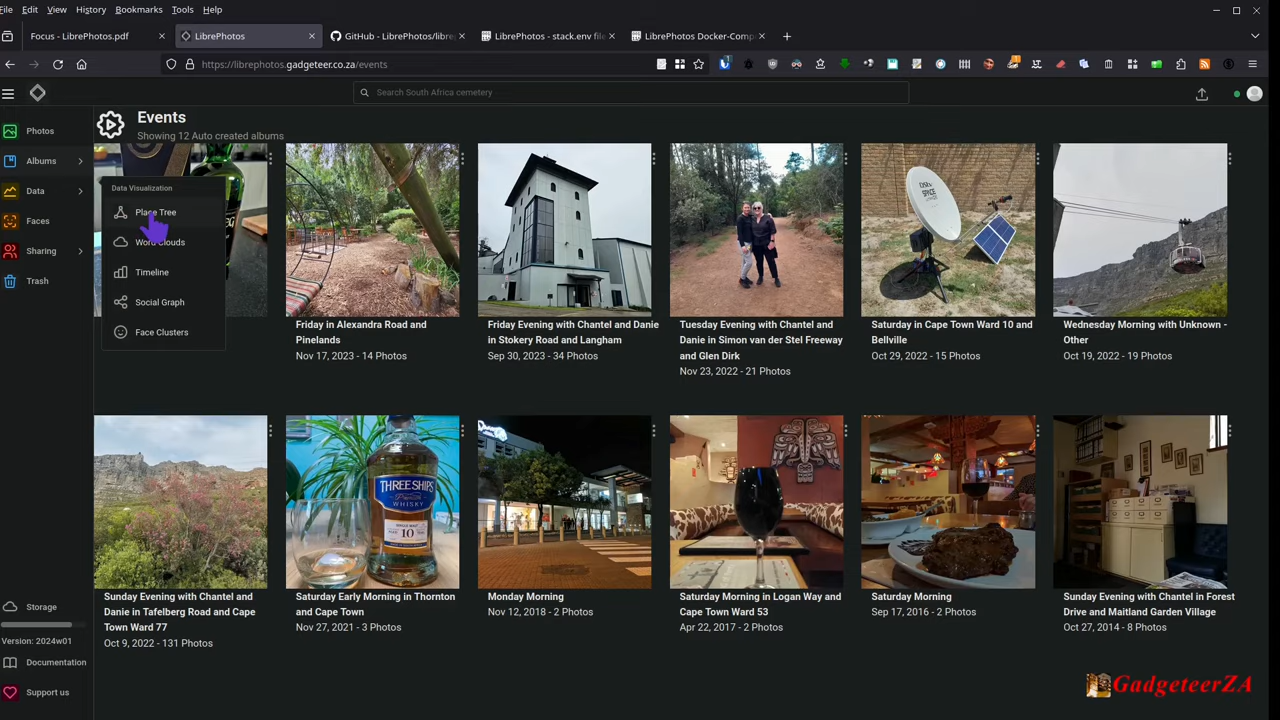 File Edit View History Bookmarks Tools Help
Focus - LibrePhotos.pdf
LibrePhotos
GitHub - LibrePhotos/libre
LibrePhotos - stack.env file
LibrePhotos Docker-Comp
https://librephotos.gadgeteer.co.za/events
Search South Africa cemetery
Photos
Albums
Data
Faces
Sharing
Trash
Events
Showing 12 Auto created albums
Data Visualization
Place Tree
Word Clouds
Timeline
Social Graph
Face Clusters
Friday in Alexandra Road and
Pinelands
Nov 17, 2023 - 14 Photos
Friday Evening with Chantel and Danie
in Stokery Road and Langham
Sep 30, 2023 - 34 Photos
Tuesday Evening with Chantel and
Danie in Simon van der Stel Freeway
and Glen Dirk
Nov 23, 2022 - 21 Photos
Saturday in Cape Town Ward 10 and
Bellville
Oct 29, 2022 - 15 Photos
Wednesday Morning with Unknown -
Other
Oct 19, 2022 - 19 Photos
THREE SHIPS
WHISKY
10
Sunday Evening with Chantel and
Danie in Tafelberg Road and Cape
Town Ward 77
Oct 9, 2022 - 131 Photos
Saturday Early Morning in Thornton
and Cape Town
Nov 27, 2021 - 3 Photos
Monday Morning
Nov 12, 2018 - 2 Photos
Saturday Morning in Logan Way and
Cape Town Ward 53
Apr 22, 2017 - 2 Photos
Saturday Morning
Sep 17, 2016 - 2 Photos
Sunday Evening with Chantel in Forest
Drive and Maitland Garden Village
Oct 27, 2014 - 8 Photos
Storage
Version: 2024w01
Documentation
Support us
GadgeteerZA